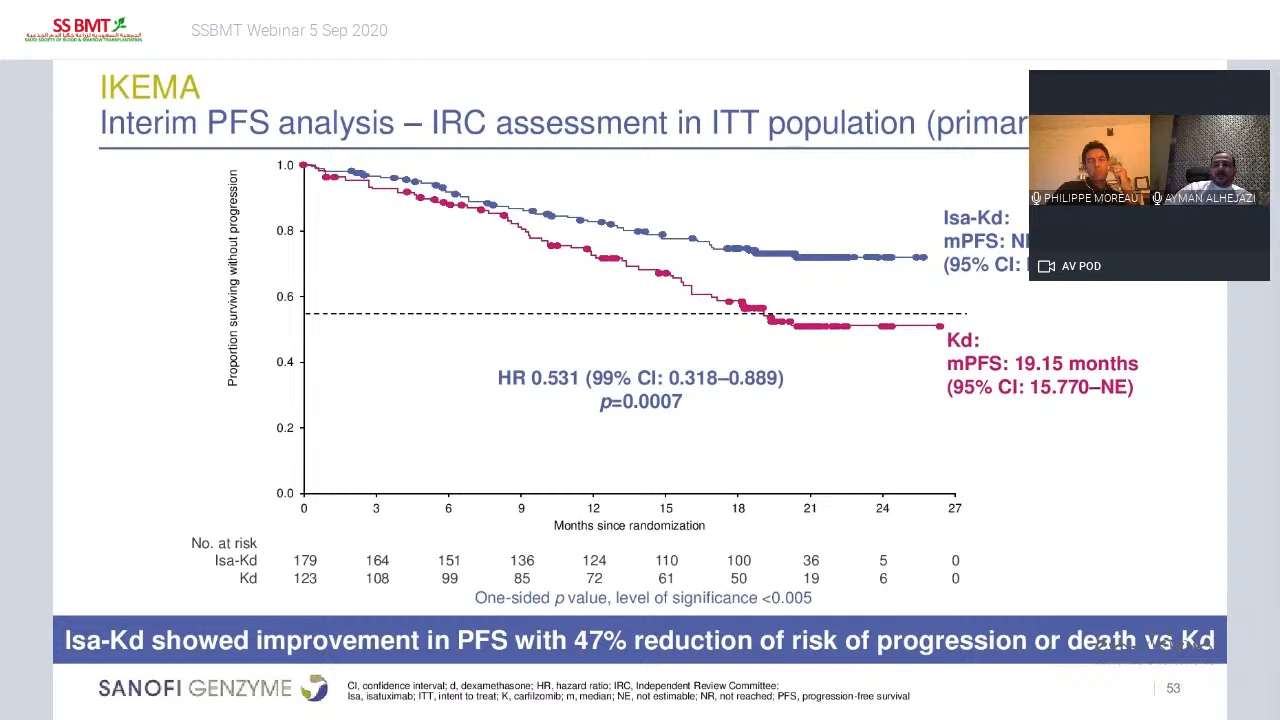 SS BMT
SAUDI SOCIETY OF BLOOD & MARROW TRANSPLANTATION
SSBMT Webinar 5 Sep 2020
IKEMA
Interim PFS analysis – IRC assessment in ITT population (primar
PHILIPPE MOREAU
AYMAN ALHEJAZI
AV POD
Proportion surviving without progression
1.0
0.8
0.6
0.4
0.2
0.0
Isa-Kd:
mPFS:
(95% CI:
Kd:
mPFS: 19.15 months
(95% CI: 15.770–NE)
HR 0.531 (99% CI: 0.318–0.889)
p=0.0007
0 3 6 9 12 15 18 21 24 27
Months since randomization
No. at risk
Isa-Kd 179 164 151 136 124 110 100 36 5 0
Kd 123 108 99 85 72 61 50 19 6 0
One-sided p value, level of significance <0.005
Isa-Kd showed improvement in PFS with 47% reduction of risk of progression or death vs Kd
SANOFI GENZYME
CI, confidence interval; d, dexamethasone; HR, hazard ratio; IRC, Independent Review Committee;
Isa, isatuximab; ITT, intent to treat; K, carfilzomib; m, median; NE, not estimable; NR, not reached; PFS, progression-free survival
53